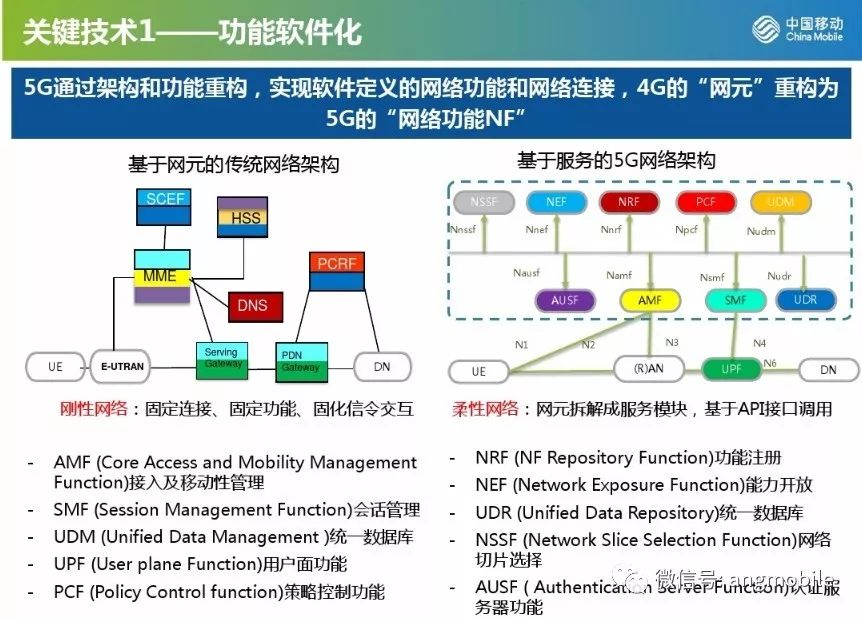 关键技术1——功能软件化
中国移动
China Mobile
5G通过架构和功能重构，实现软件定义的网络功能和网络连接，4G的“网元”重构为
5G的“网络功能NF”
基于网元的传统网络架构
SCEF
HSS
MME
PCRF
DNS
UE
E-UTRAN
Serving
Gateway
PDN
Gateway
DN
刚性网络：固定连接、固定功能、固化信令交互
基于服务的5G网络架构
NSSF
NEF
NRF
PCF
UDM
Nnssf
Nnef
Nnrf
Npcf
Nudm
Nausf
Namf
Nsmf
Nudr
AUSF
AMF
SMF
UDR
N1
N2
N3
N4
N6
UE
(R)AN
UPF
DN
柔性网络：网元拆解成服务模块，基于API接口调用
- AMF (Core Access and Mobility Management
Function)接入及移动性管理
- SMF (Session Management Function)会话管理
- UDM (Unified Data Management )统一数据库
- UPF (User plane Function)用户面功能
- PCF (Policy Control function)策略控制功能
- NRF (NF Repository Function)功能注册
- NEF (Network Exposure Function)能力开放
- UDR (Unified Data Repository)统一数据库
- NSSF (Network Slice Selection Function)网络
切片选择
- AUSF ( Authentication Server Function)认证服
务器功能
微信号: angmobile